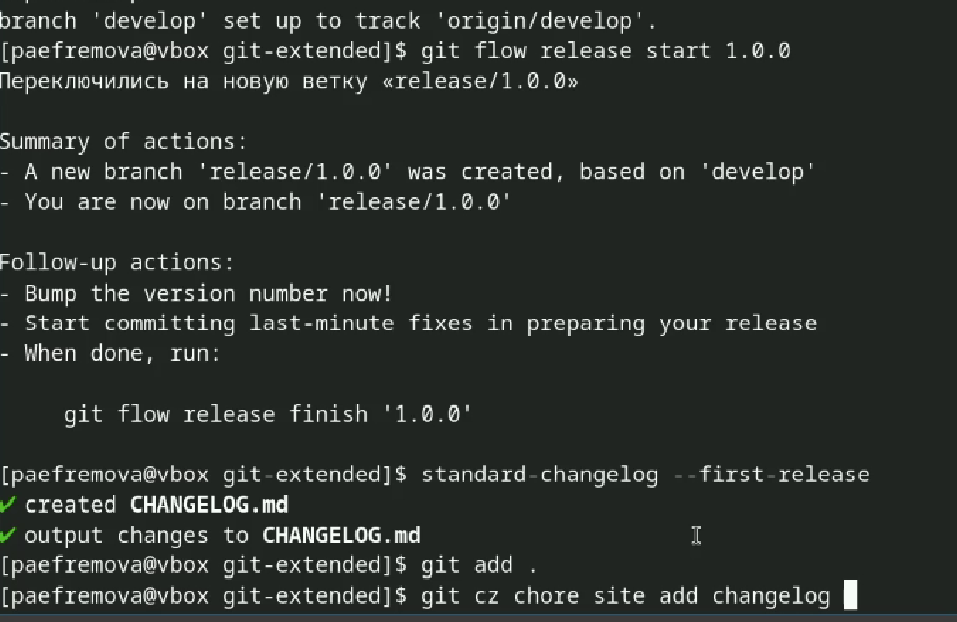 branch 'develop' set up to track 'origin/develop'.
[paefremova@vbox git-extended]$ git flow release start 1.0.0
Переключились на новую ветку «release/1.0.0»
Summary of actions:
- A new branch 'release/1.0.0' was created, based on 'develop'
- You are now on branch 'release/1.0.0'
Follow-up actions:
- Bump the version number now!
- Start committing last-minute fixes in preparing your release
- When done, run:
git flow release finish '1.0.0'
[paefremova@vbox git-extended]$ standard-changelog --first-release
✔ created CHANGELOG.md
✔ output changes to CHANGELOG.md
[paefremova@vbox git-extended]$ git add .
[paefremova@vbox git-extended]$ git cz chore site add changelog